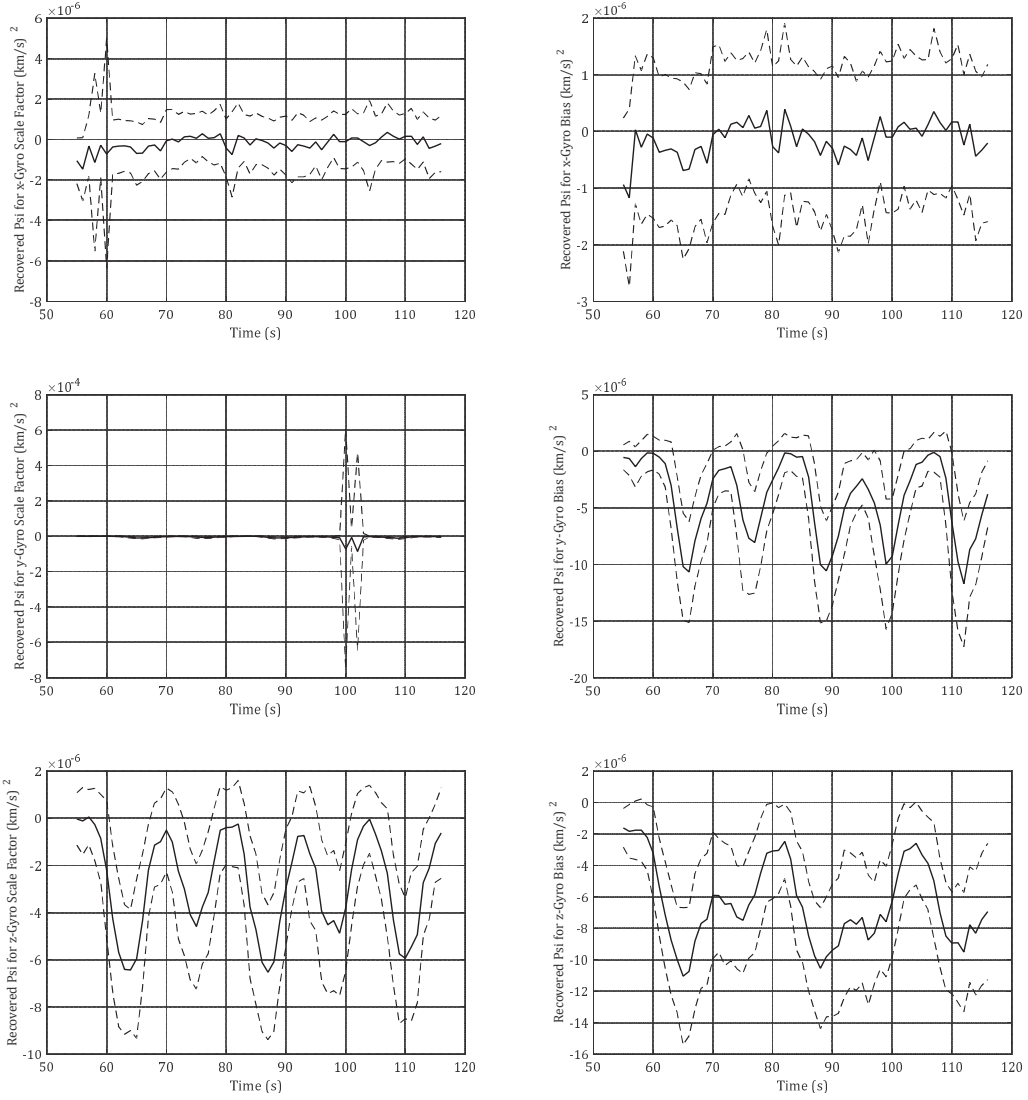 ×10⁻⁶
6
4
2
0
-2
-4
-6
-8
50 60 70 80 90 100 110 120
Time (s)
Recovered Psi for x-Gyro Scale Factor (km/s) ²
×10⁻⁶
2
1
0
-1
-2
-3
50 60 70 80 90 100 110 120
Time (s)
Recovered Psi for x-Gyro Bias (km/s) ²
×10⁻⁴
8
6
4
2
0
-2
-4
-6
-8
50 60 70 80 90 100 110 120
Time (s)
Recovered Psi for y-Gyro Scale Factor (km/s) ²
×10⁻⁶
5
0
-5
-10
-15
-20
50 60 70 80 90 100 110 120
Time (s)
Recovered Psi for y-Gyro Bias (km/s) ²
×10⁻⁶
2
0
-2
-4
-6
-8
-10
50 60 70 80 90 100 110 120
Time (s)
Recovered Psi for z-Gyro Scale Factor (km/s) ²
×10⁻⁶
2
0
-2
-4
-6
-8
-10
-12
-14
-16
50 60 70 80 90 100 110 120
Time (s)
Recovered Psi for z-Gyro Bias (km/s) ²